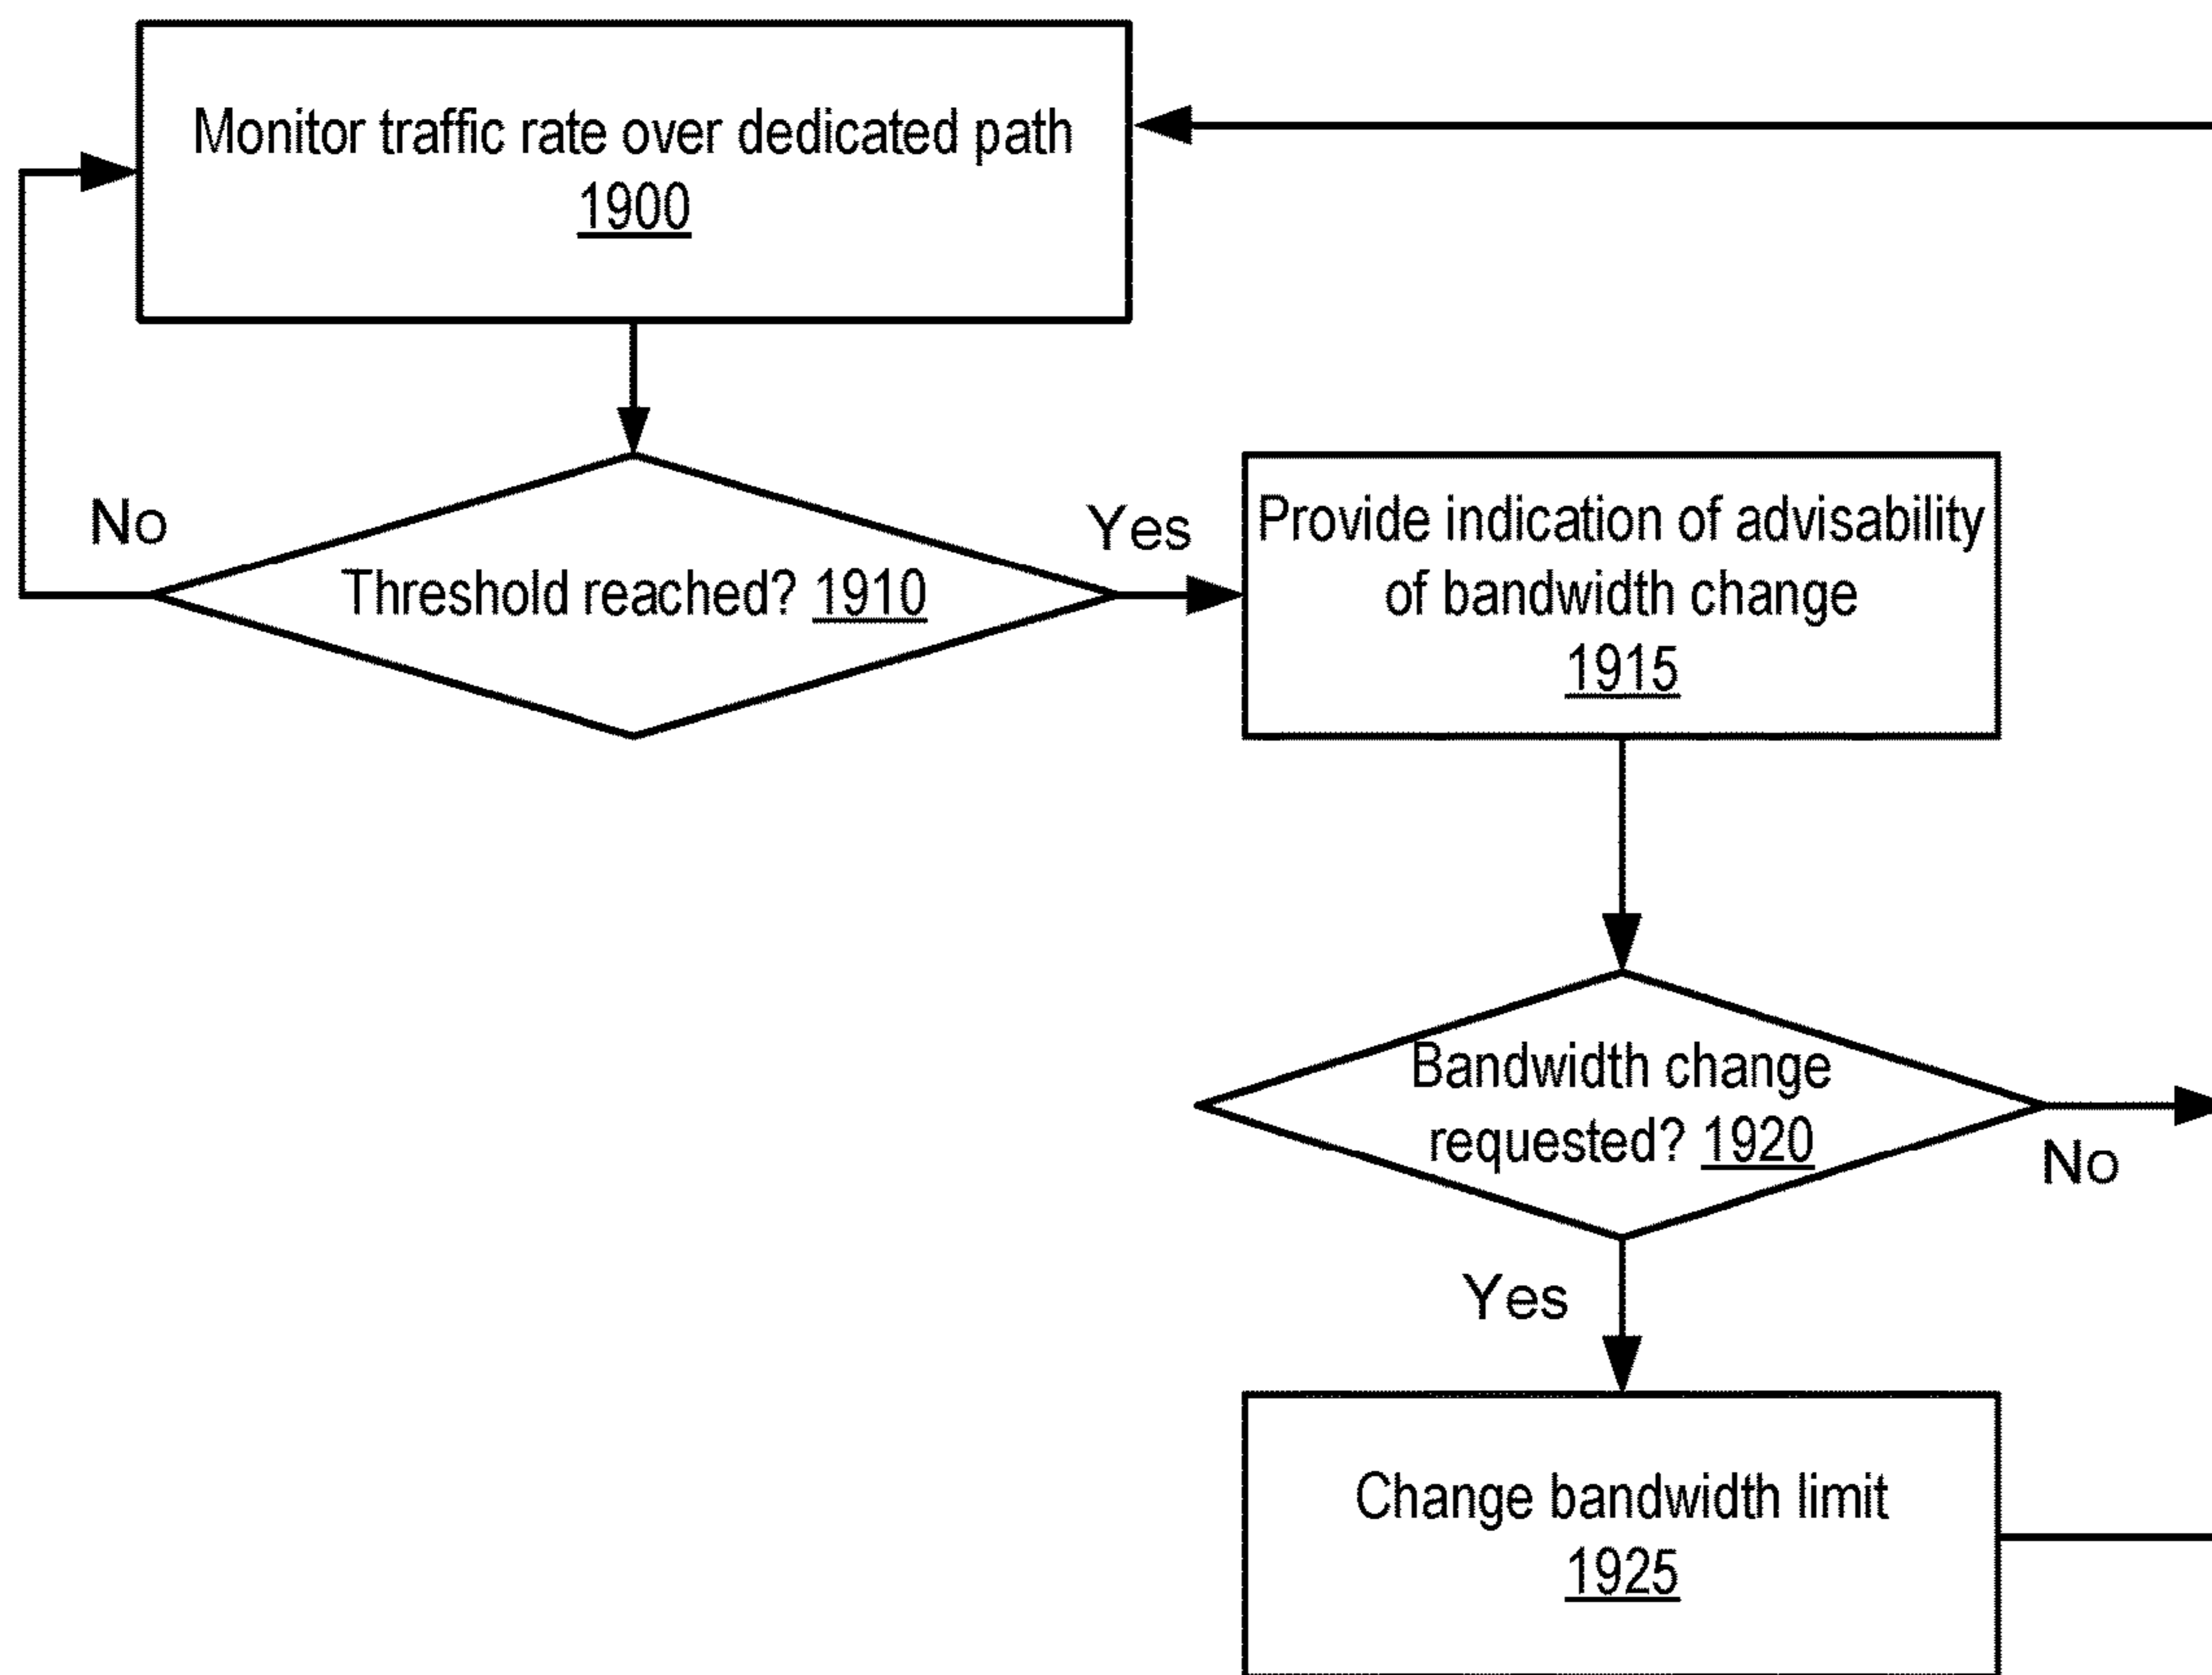 Monitor traffic rate over dedicated path
1900
No
Threshold reached? 1910
Yes
Provide indication of advisability
of bandwidth change
1915
Bandwidth change
requested? 1920
No
Yes
Change bandwidth limit
1925